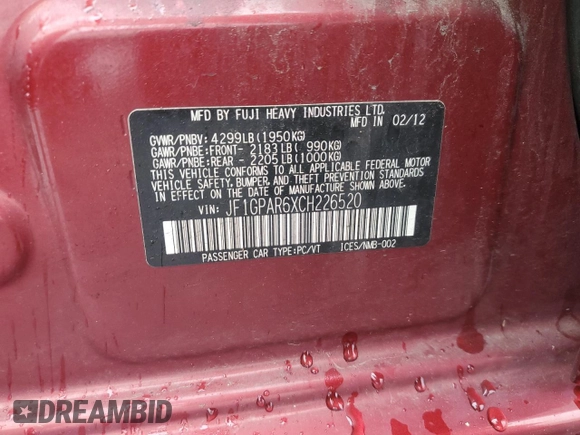 MFD BY FUJI HEAVY INDUSTRIES LTD.
MFD IN 02/12
GVWR/PNBV: 4299LB(1950KG)
GAWR/PNBE:FRONT- 2183LB( 990KG)
GAWR/PNBE:REAR - 2205LB(1000KG)
THIS VEHICLE CONFORMS TO ALL APPLICABLE FEDERAL MOTOR
VEHICLE SAFETY, BUMPER, AND THEFT PREVENTION STANDARDS
IN EFFECT ON THE DATE OF MANUFACTURE SHOWN ABOVE.
VIN: JF1GPAR6XCH226520
PASSENGER CAR TYPE:PC/VT ICES/NMB-002
DREAMBID